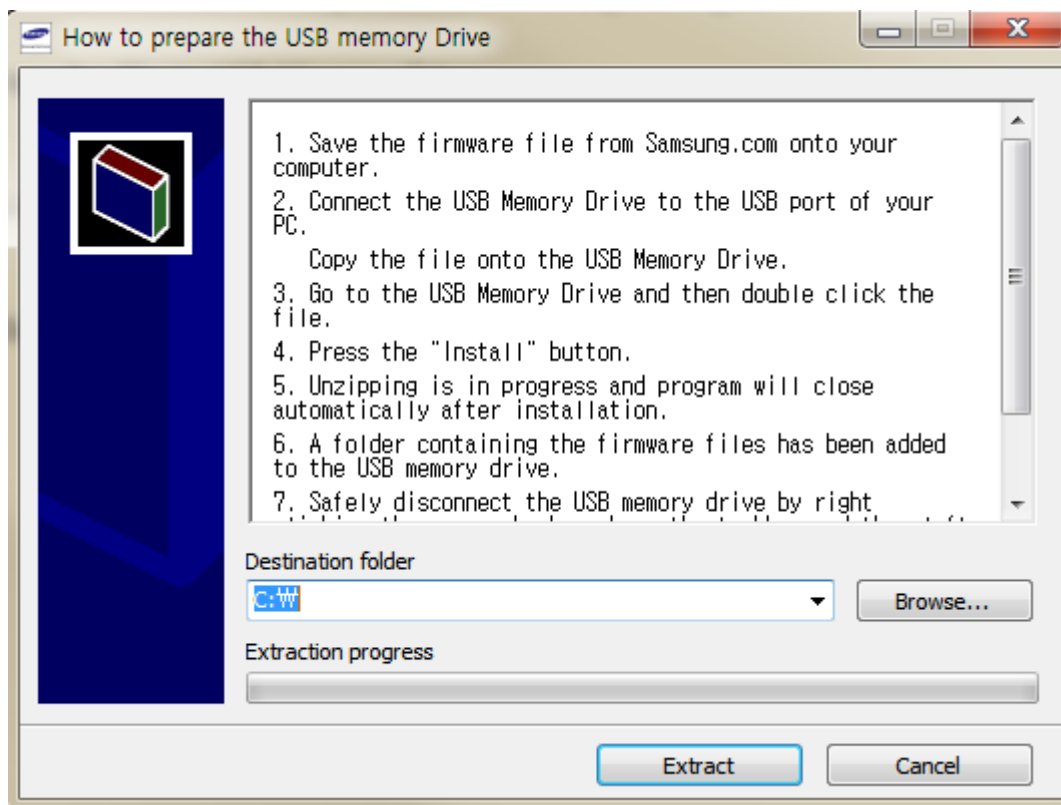 How to prepare the USB memory Drive
1. Save the firmware file from Samsung.com onto your
computer.
2. Connect the USB Memory Drive to the USB port of your
PC.
Copy the file onto the USB Memory Drive.
3. Go to the USB Memory Drive and then double click the
file.
4. Press the "Install" button.
5. Unzipping is in progress and program will close
automatically after installation.
6. A folder containing the firmware files has been added
to the USB memory drive.
7. Safely disconnect the USB memory drive by right
Destination folder
C:₩
Browse...
Extraction progress
Extract
Cancel